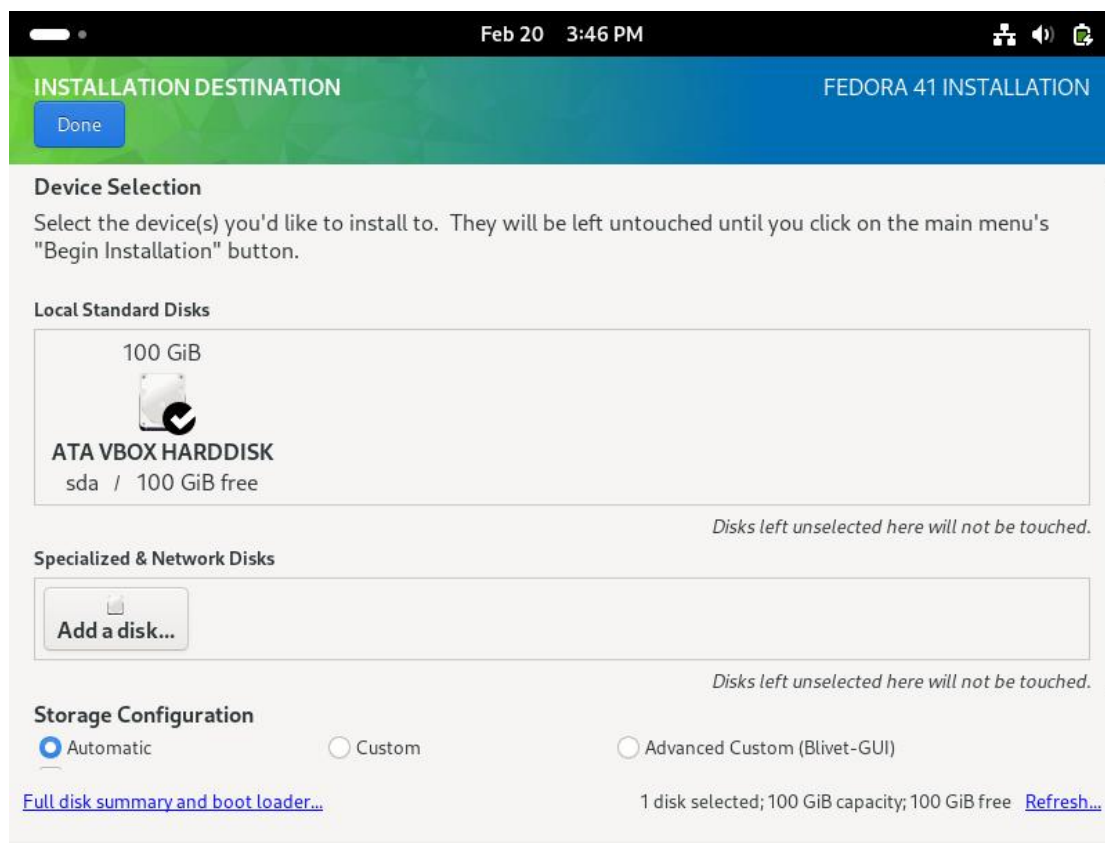 Feb 20 3:46 PM
INSTALLATION DESTINATION
FEDORA 41 INSTALLATION
Done
Device Selection
Select the device(s) you'd like to install to. They will be left untouched until you click on the main menu's
"Begin Installation" button.
Local Standard Disks
100 GiB
ATA VBOX HARDDISK
sda / 100 GiB free
Disks left unselected here will not be touched.
Specialized & Network Disks
Add a disk...
Disks left unselected here will not be touched.
Storage Configuration
Automatic Custom Advanced Custom (Blivet-GUI)
Full disk summary and boot loader... 1 disk selected; 100 GiB capacity; 100 GiB free Refresh...